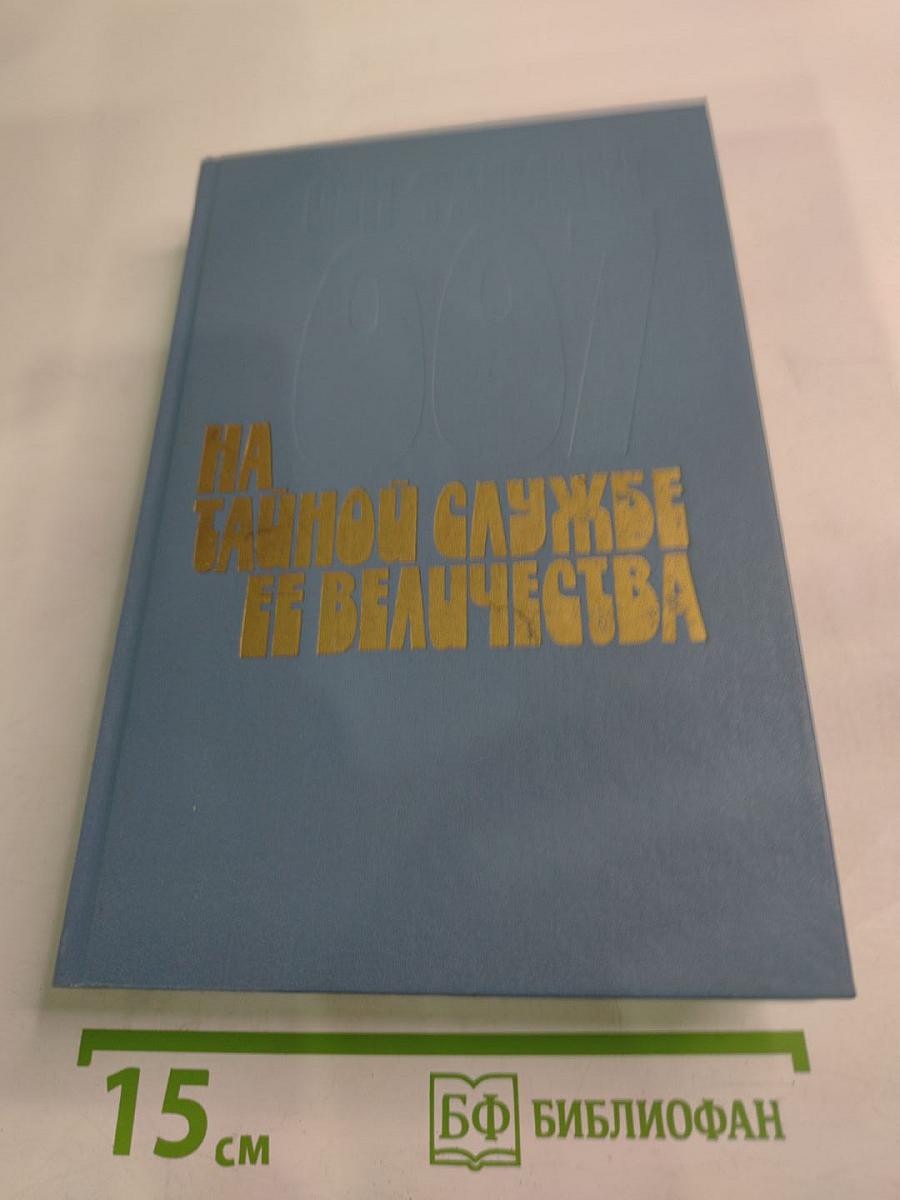 007
НА
ТАЙНОЙ СЛУЖБЕ
ЕЕ ВЕЛИЧЕСТВА
15 см
БФ БИБЛИОФАН